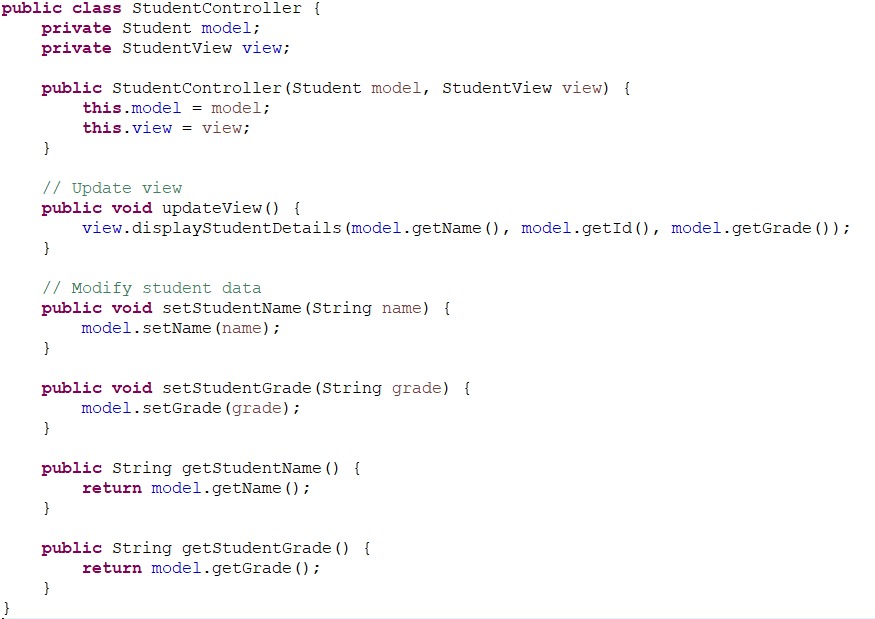 public class StudentController {
    private Student model;
    private StudentView view;

    public StudentController(Student model, StudentView view) {
        this.model = model;
        this.view = view;
    }

    // Update view
    public void updateView() {
        view.displayStudentDetails(model.getName(), model.getId(), model.getGrade());
    }

    // Modify student data
    public void setStudentName(String name) {
        model.setName(name);
    }

    public void setStudentGrade(String grade) {
        model.setGrade(grade);
    }

    public String getStudentName() {
        return model.getName();
    }

    public String getStudentGrade() {
        return model.getGrade();
    }
}